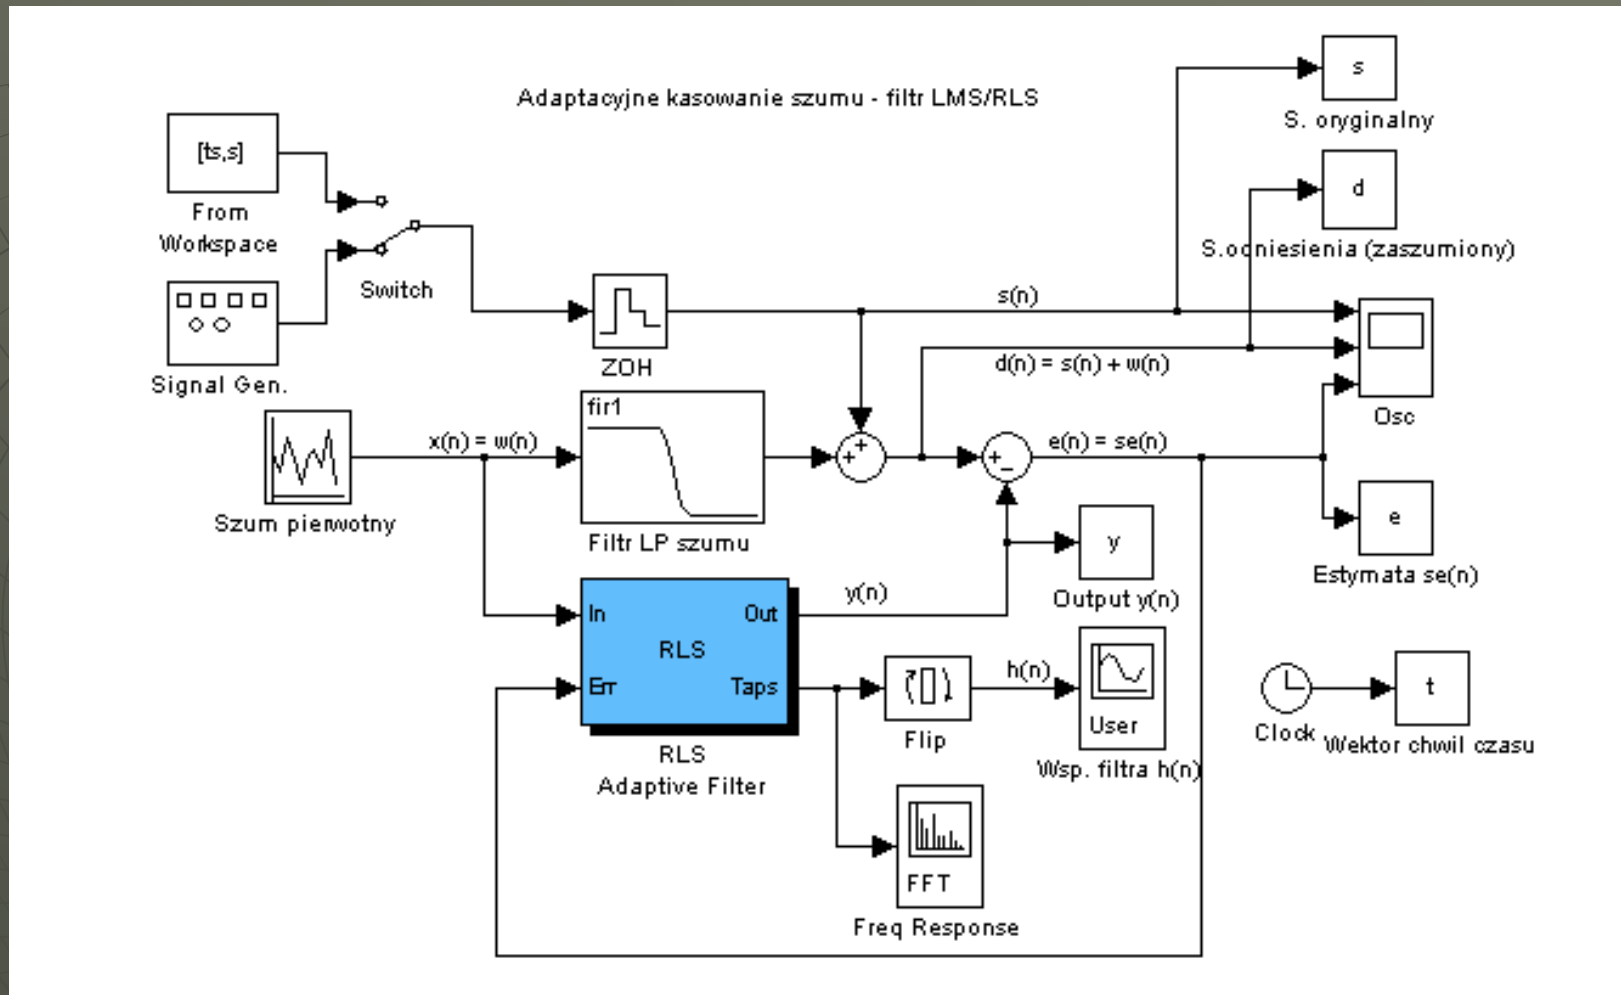 Adaptacyjne kasowanie szumu - filtr LMS/RLS
s
S. oryginalny
[ts,s]
From
Workspace
d
S.odniesienia (zaszumiony)
Switch
Signal Gen.
ZOH
s(n)
d(n) = s(n) + w(n)
Osc
fir1
x(n) = w(n)
e(n) = se(n)
Szum pierwotny
Filtr LP szumu
e
Estymata se(n)
y
Output y(n)
In
Out
y(n)
RLS
Err
Taps
RLS
Adaptive Filter
Flip
h(n)
User
Wsp. filtra h(n)
Clock
t
Wektor chwil czasu
FFT
Freq Response